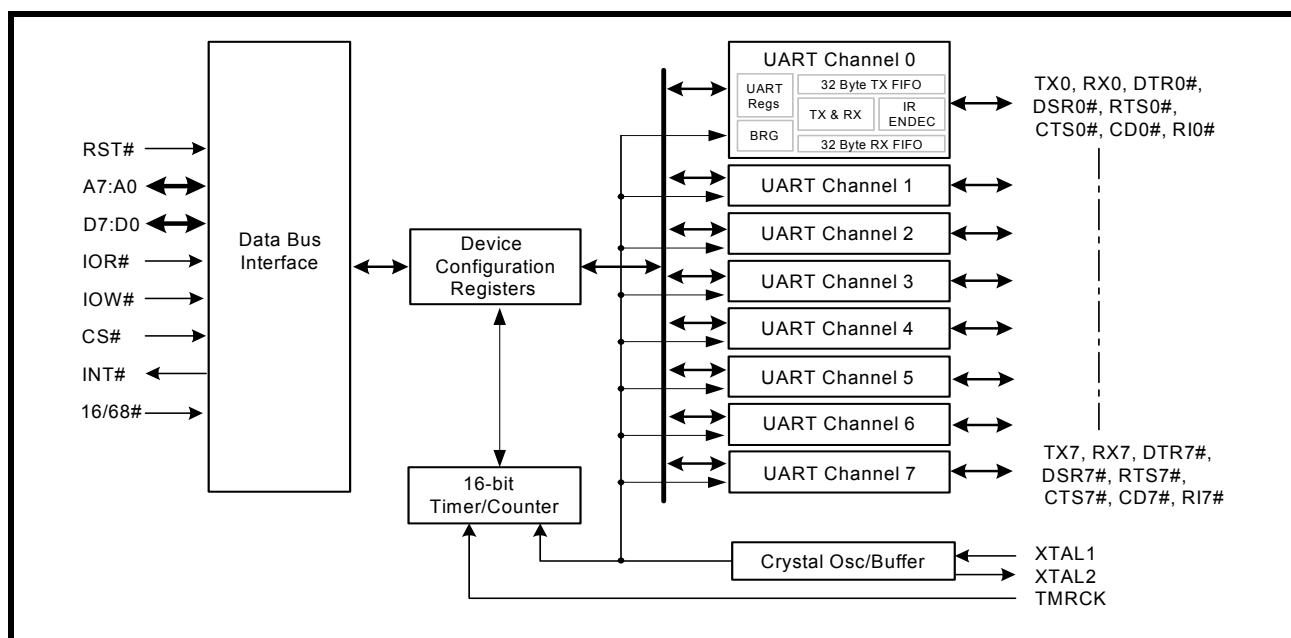 RST#
A7:A0
D7:D0
IOR#
IOW#
CS#
INT#
16/68#
Data Bus
Interface
Device
Configuration
Registers
16-bit
Timer/Counter
UART Channel 0
UART
Regs
BRG
32 Byte TX FIFO
TX & RX
IR
ENDEC
32 Byte RX FIFO
UART Channel 1
UART Channel 2
UART Channel 3
UART Channel 4
UART Channel 5
UART Channel 6
UART Channel 7
Crystal Osc/Buffer
TX0, RX0, DTR0#,
DSR0#, RTS0#,
CTS0#, CD0#, RI0#
TX7, RX7, DTR7#,
DSR7#, RTS7#,
CTS7#, CD7#, RI7#
XTAL1
XTAL2
TMRCK